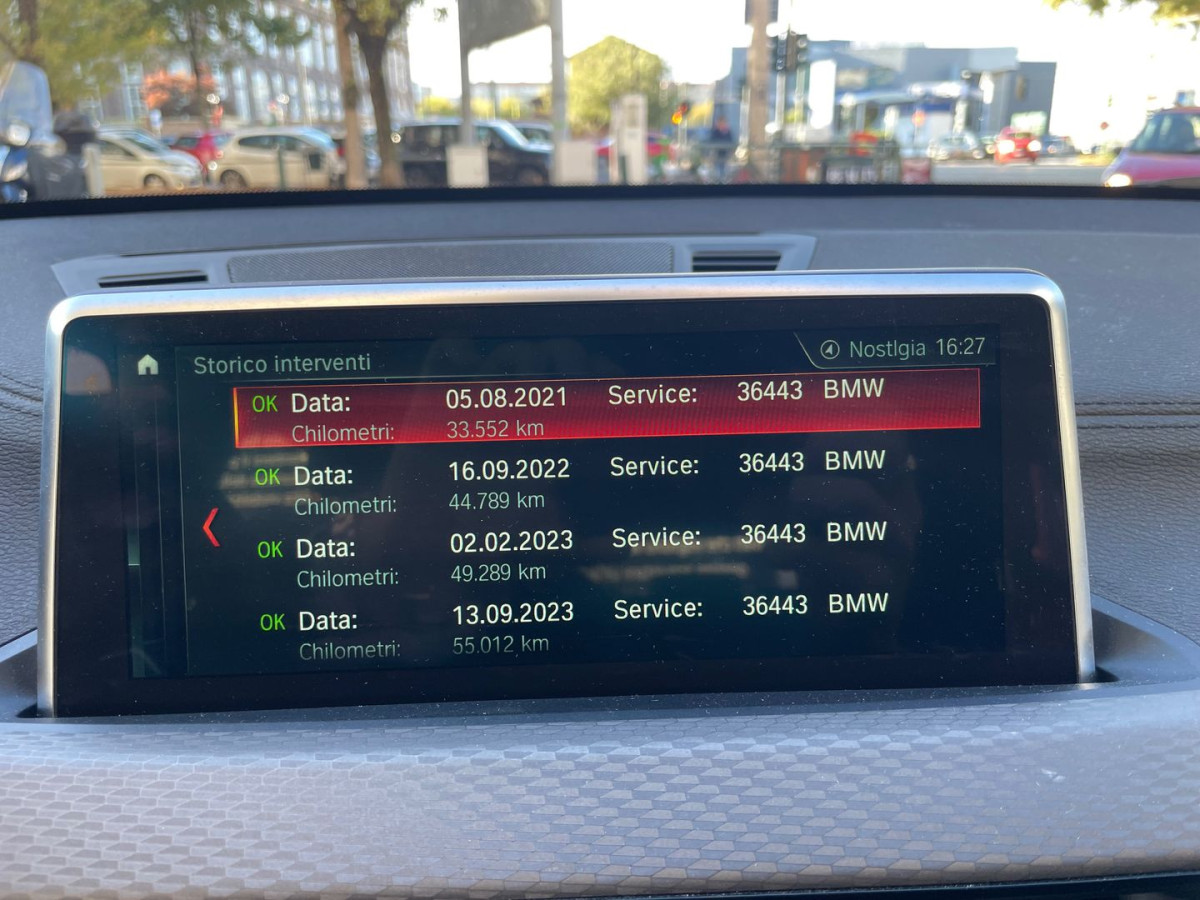 Storico interventi Nostlgia 16:27
OK Data: 05.08.2021 Service: 36443 BMW
Chilometri: 33.552 km
OK Data: 16.09.2022 Service: 36443 BMW
Chilometri: 44.789 km
OK Data: 02.02.2023 Service: 36443 BMW
Chilometri: 49.289 km
OK Data: 13.09.2023 Service: 36443 BMW
Chilometri: 55.012 km